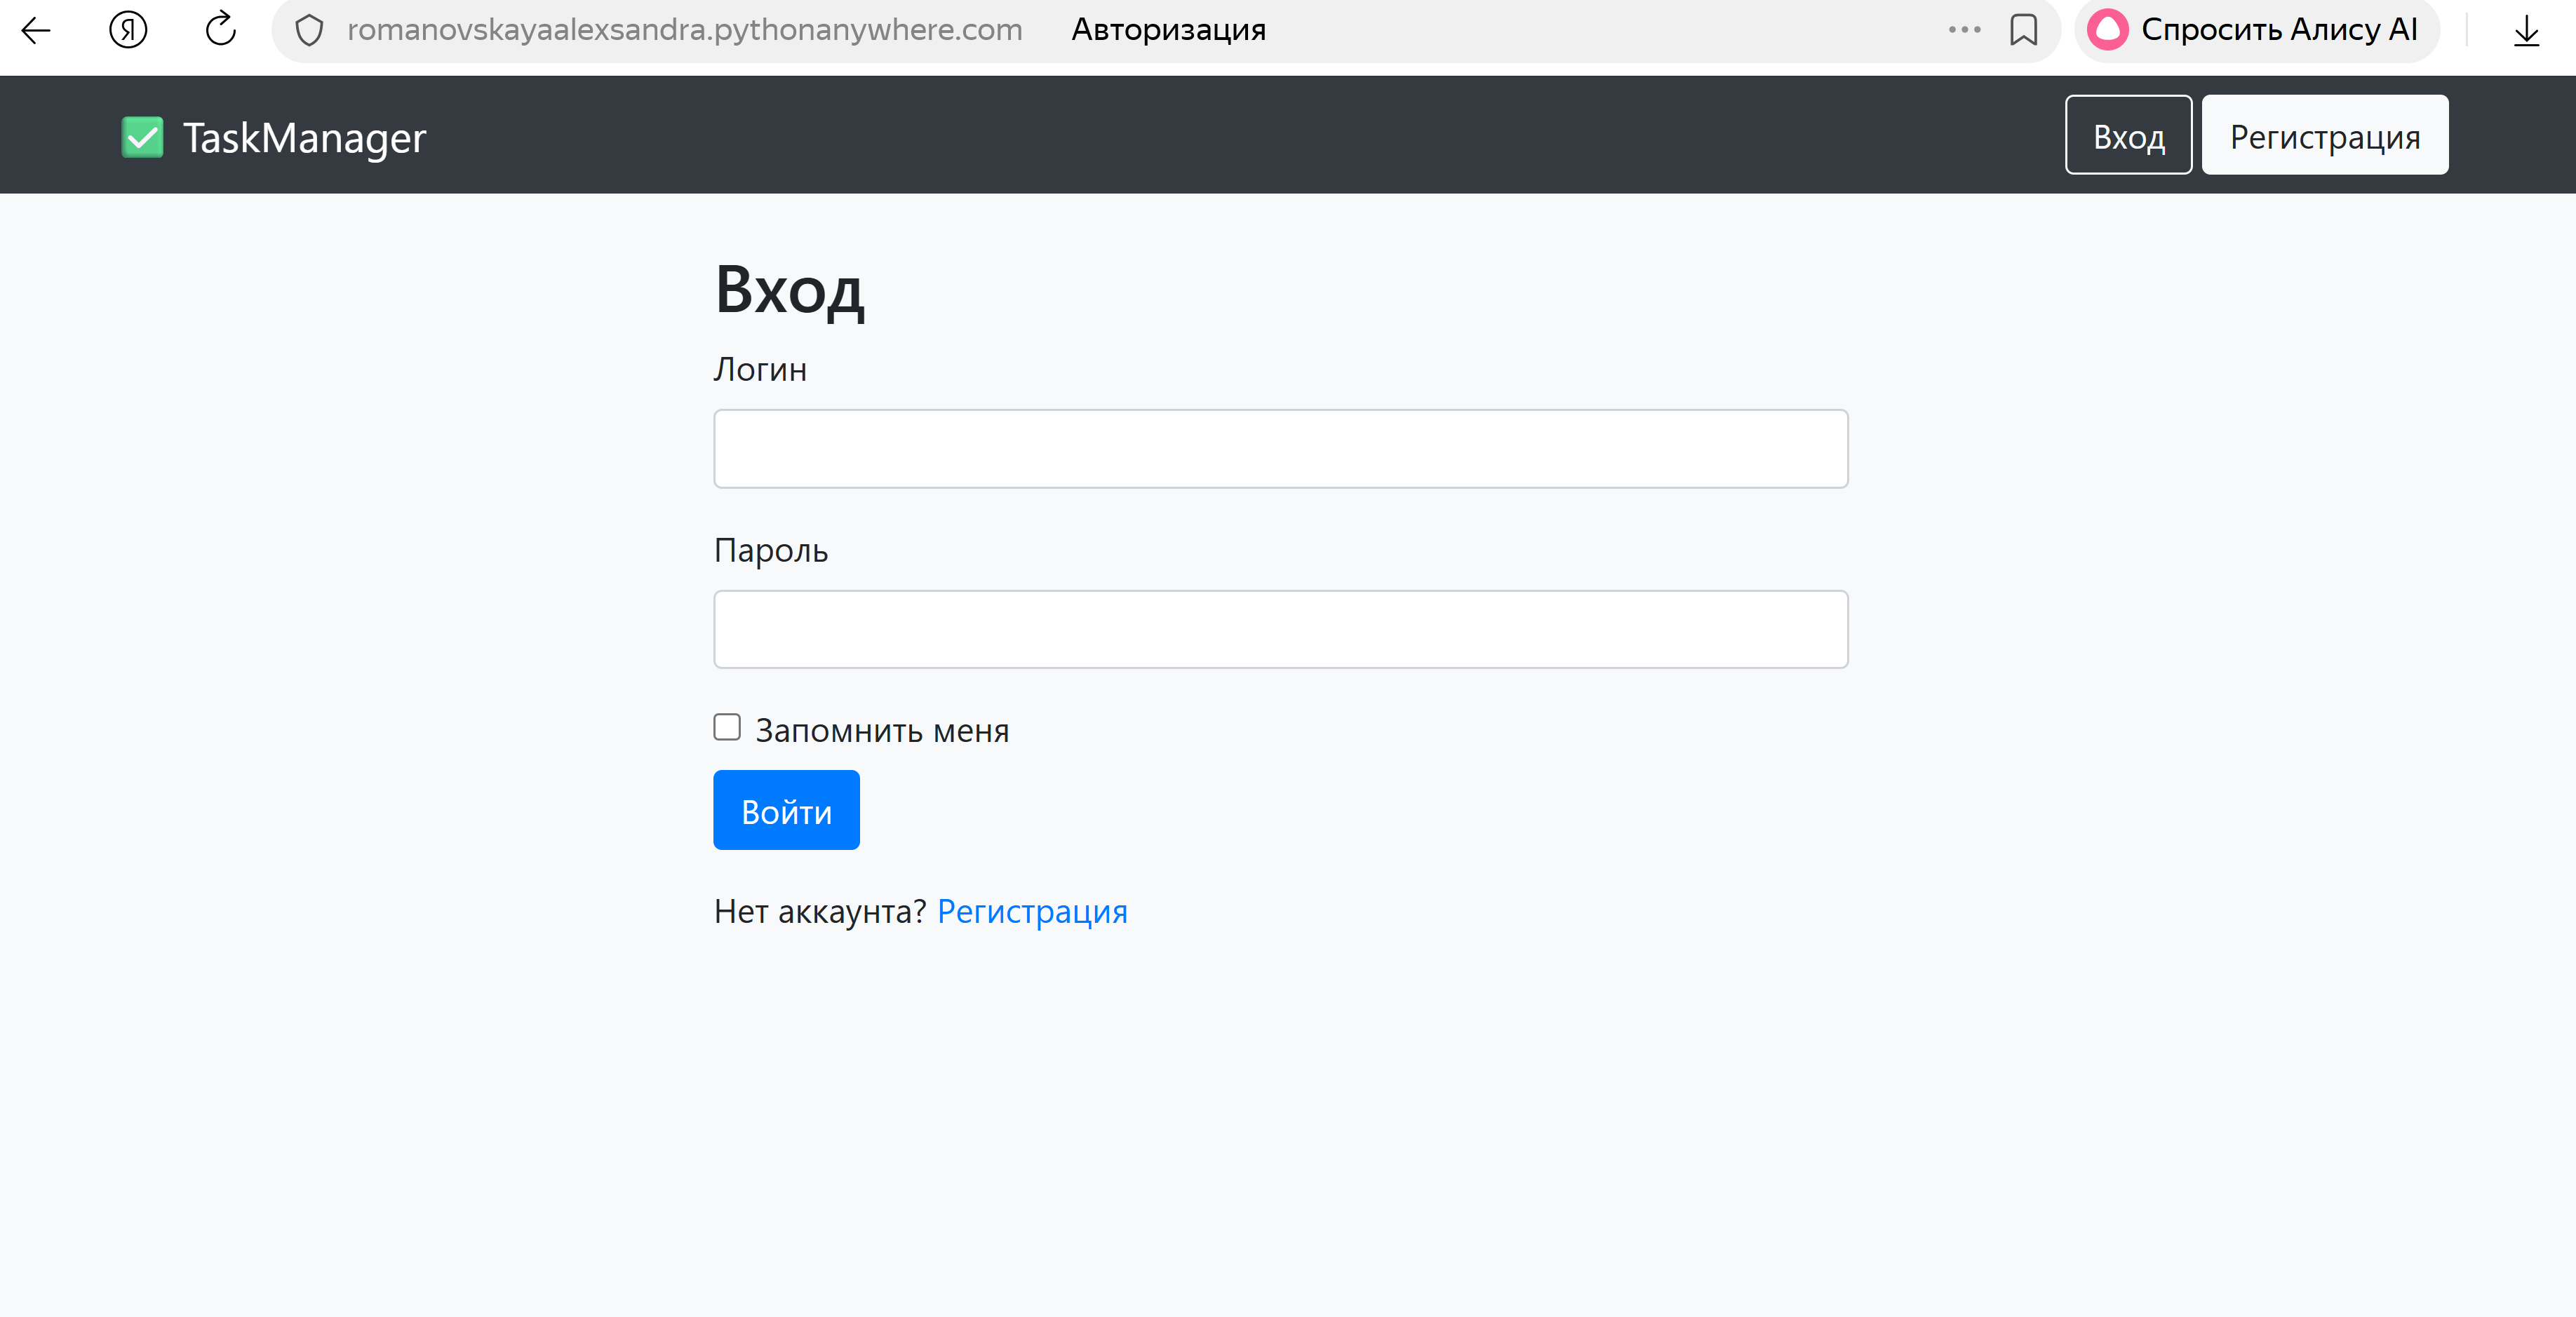 romanovskayaalexsandra.pythonanywhere.com Авторизация Спросить Алису AI
TaskManager Вход Регистрация
Вход
Логин
Пароль
Запомнить меня
Войти
Нет аккаунта? Регистрация